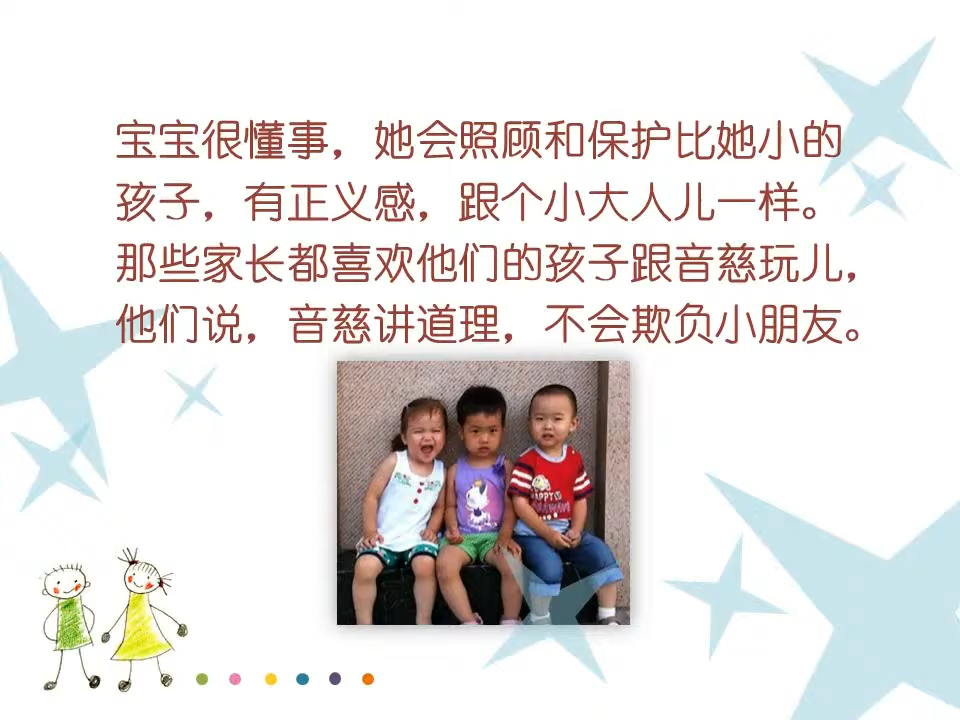 宝宝很懂事，她会照顾和保护比她小的
孩子，有正义感，跟个小大人儿一样。
那些家长都喜欢他们的孩子跟音慈玩儿，
他们说，音慈讲道理，不会欺负小朋友。
HAPPY